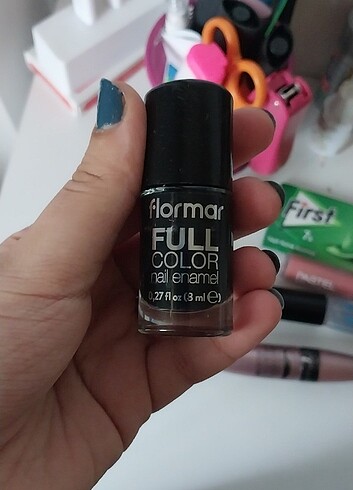 flormar
FULL
COLOR
nail enamel
0,27 fl oz (8 ml e)
First
PASTEL